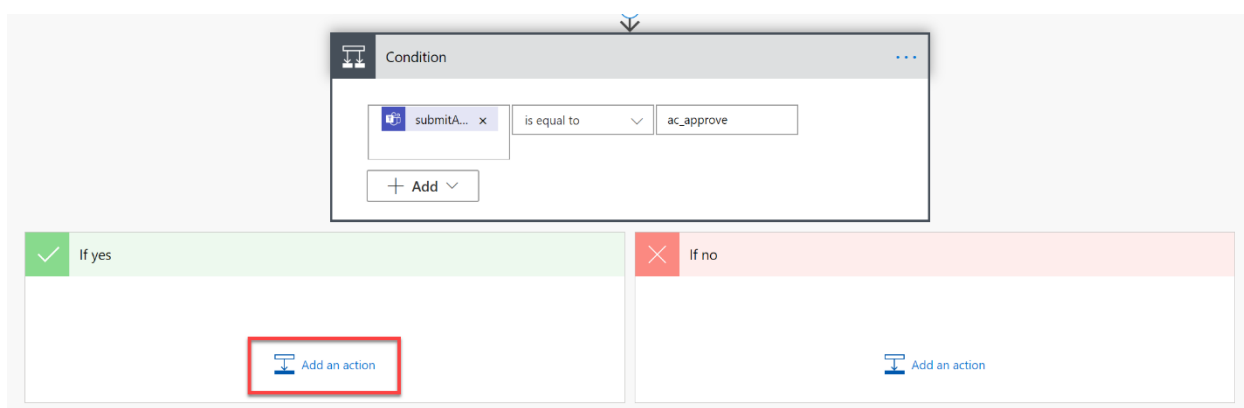 Condition
...
submitA... x is equal to ac_approve
+ Add
If yes
If no
Add an action
Add an action